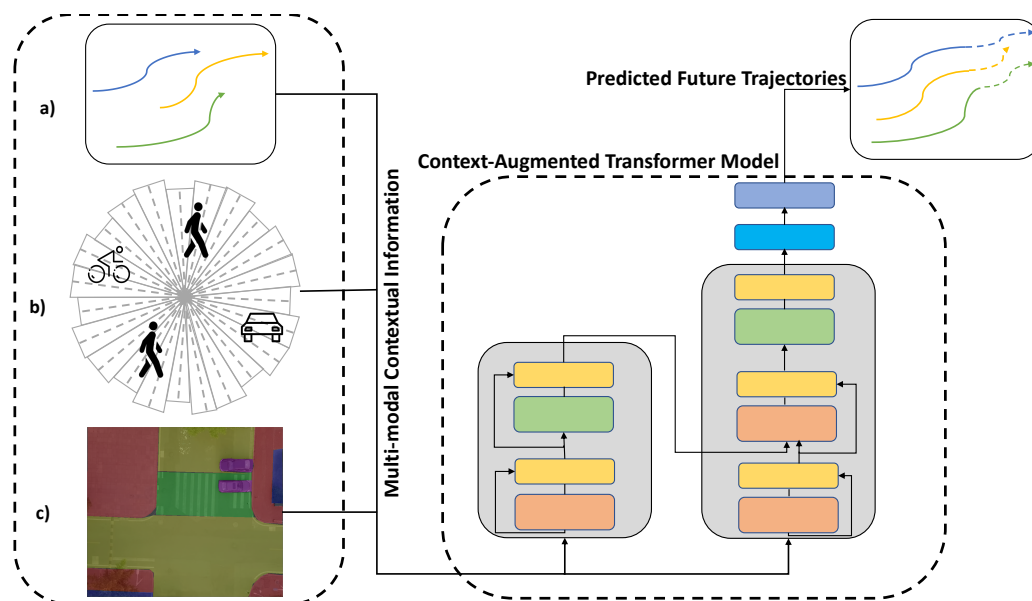 a)
b)
c)
Multi-modal Contextual Information
Context-Augmented Transformer Model
Predicted Future Trajectories